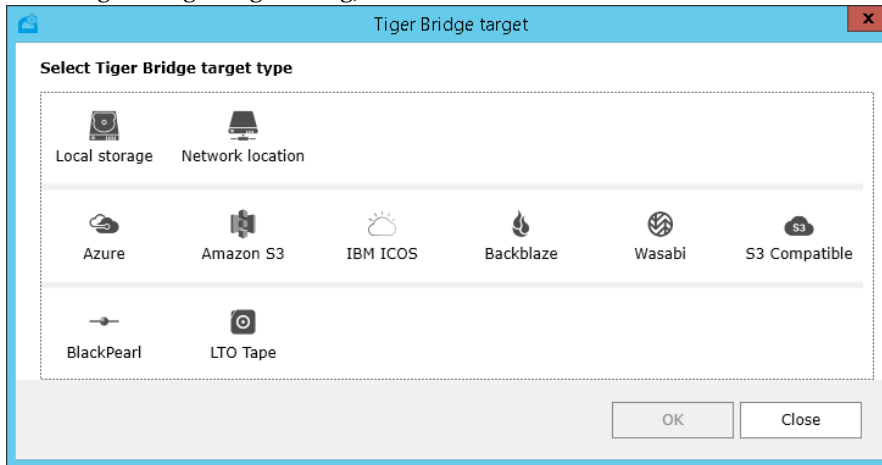 Tiger Bridge target
x
Select Tiger Bridge target type
Local storage Network location
Azure Amazon S3 IBM ICOS Backblaze Wasabi S3 S3 Compatible
BlackPearl LTO Tape
OK Close